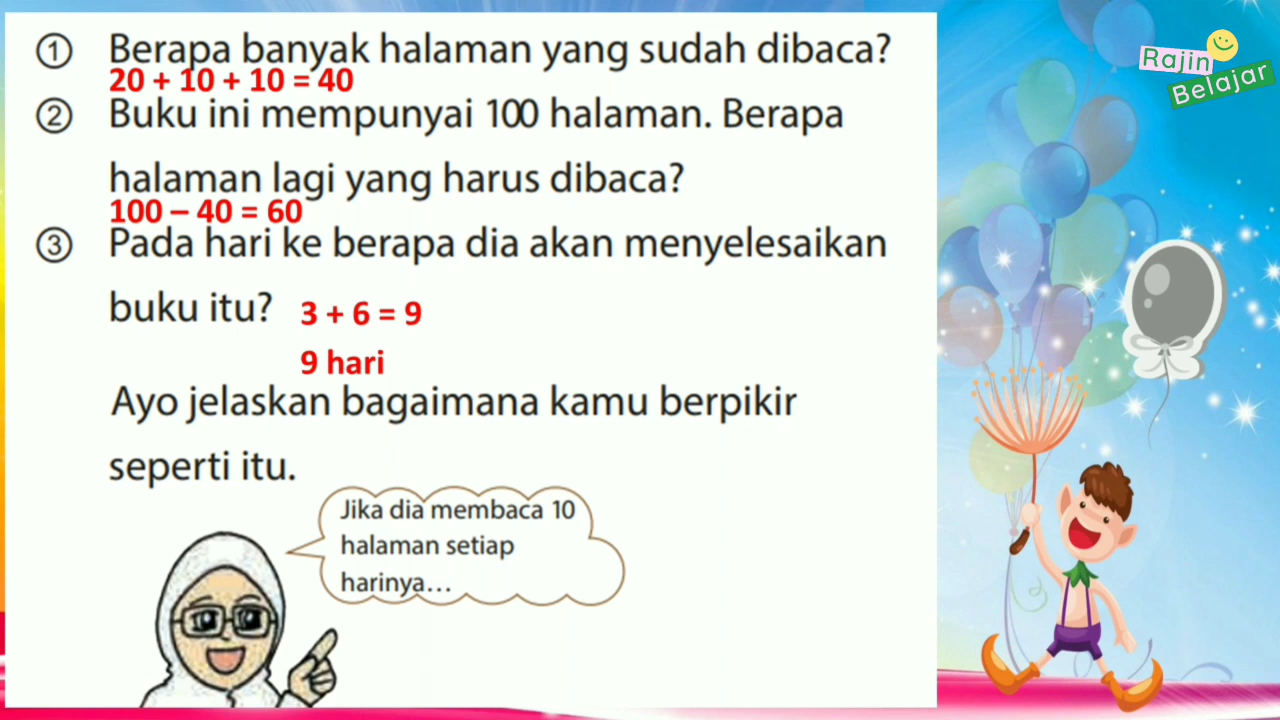 ① Berapa banyak halaman yang sudah dibaca?
20 + 10 + 10 = 40
② Buku ini mempunyai 100 halaman. Berapa
halaman lagi yang harus dibaca?
100 – 40 = 60
③ Pada hari ke berapa dia akan menyelesaikan
buku itu? 3 + 6 = 9
9 hari
Ayo jelaskan bagaimana kamu berpikir
seperti itu.
Jika dia membaca 10
halaman setiap
harinya...
Rajin
Belajar